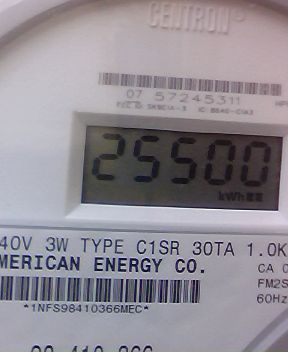 CENTRON®
07 57245311
25500
kWh
40V 3W TYPE C1SR 30TA 1.0K
MERICAN ENERGY CO.
CA 0
FM2S
60Hz
*1NFS98410366MEC*